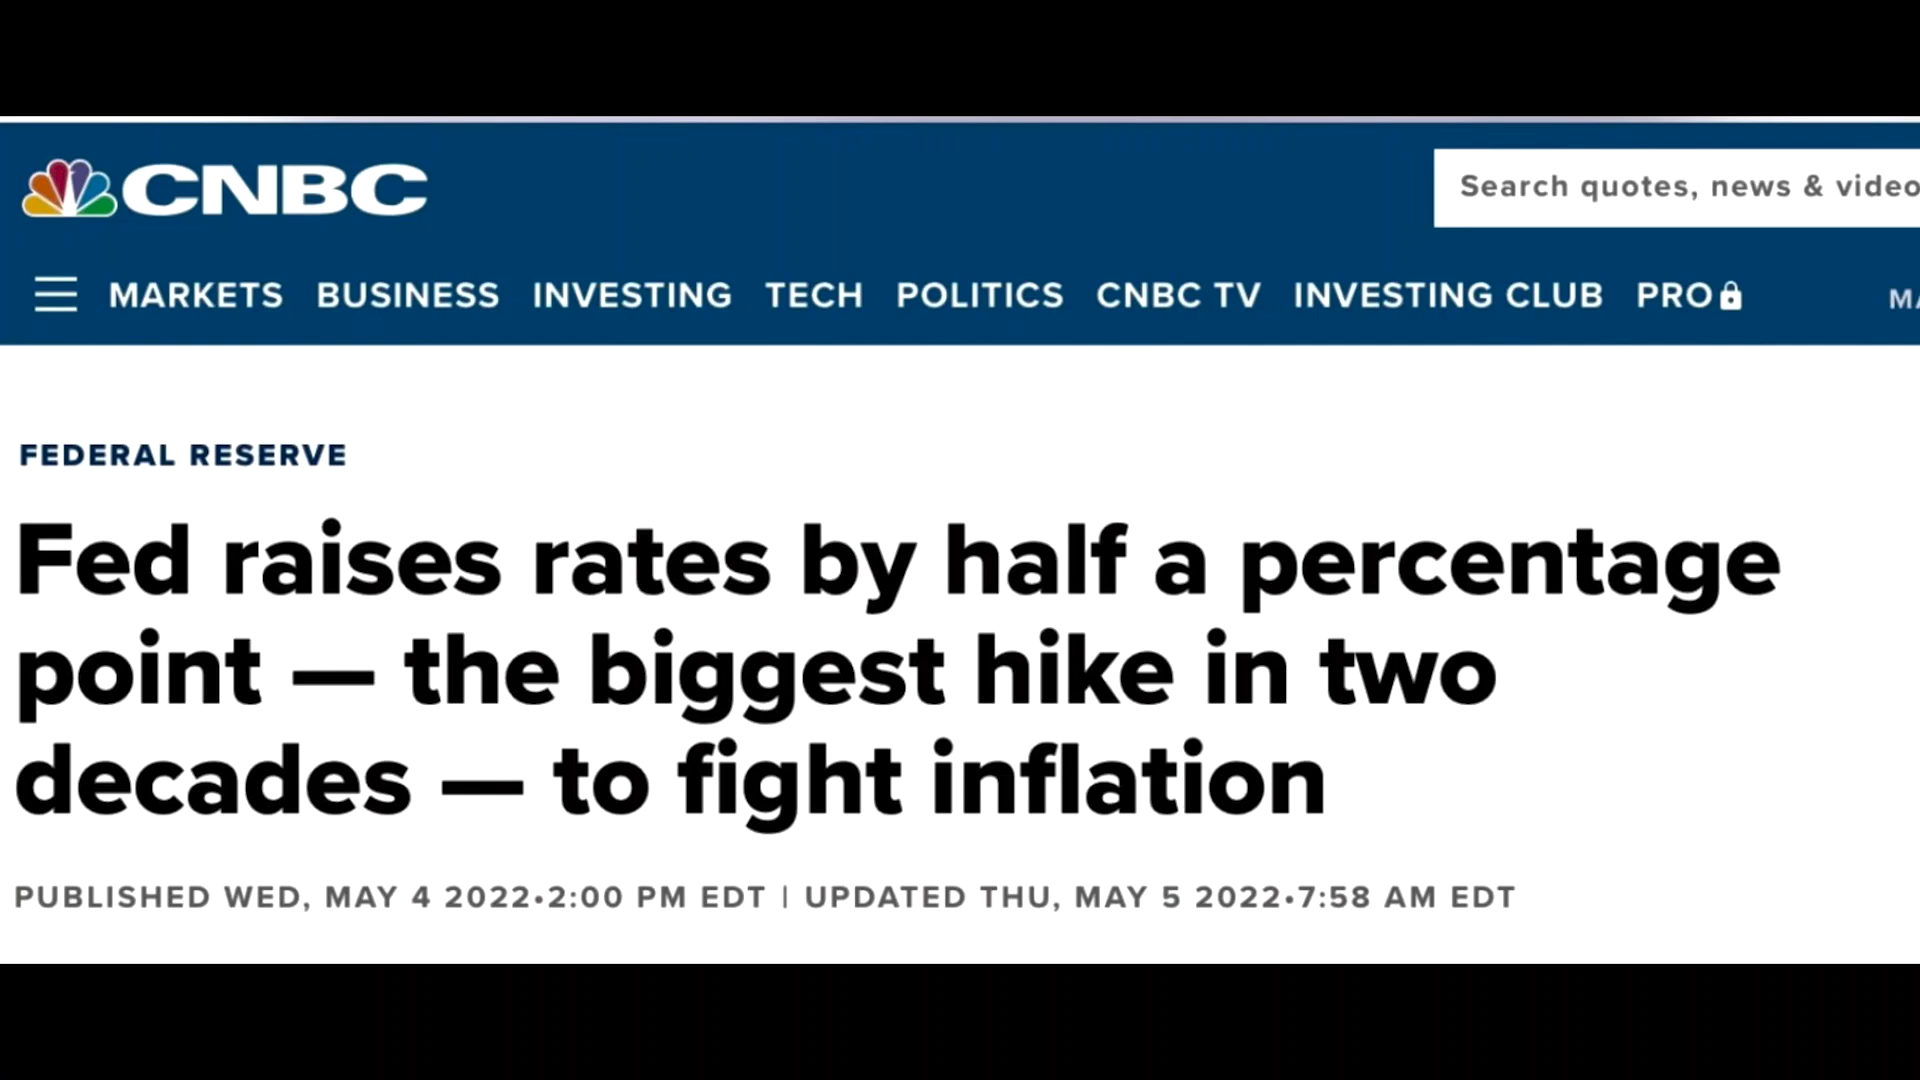 CNBC
Search quotes, news & video
MARKETS BUSINESS INVESTING TECH POLITICS CNBC TV INVESTING CLUB PRO MA
FEDERAL RESERVE
Fed raises rates by half a percentage
point — the biggest hike in two
decades — to fight inflation
PUBLISHED WED, MAY 4 2022•2:00 PM EDT | UPDATED THU, MAY 5 2022•7:58 AM EDT